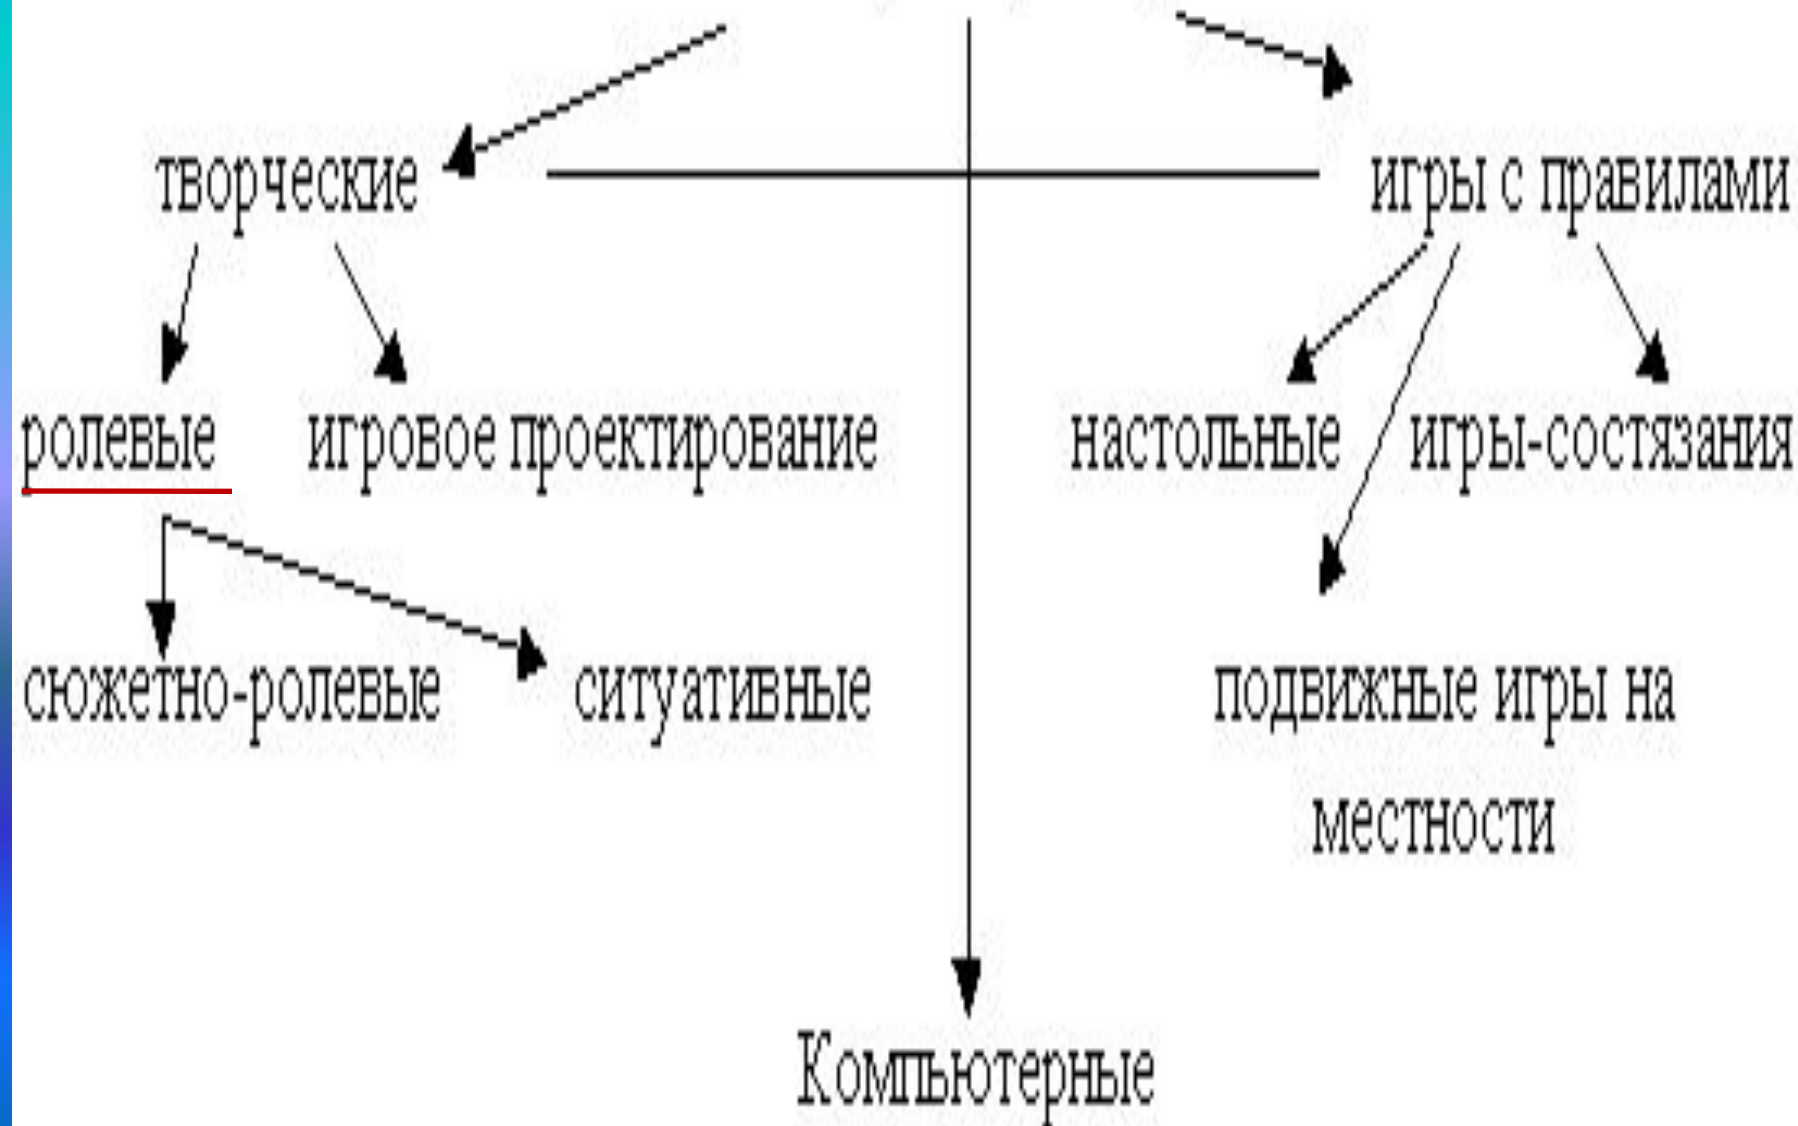 творческие игры с правилами
ролевые игровое проектирование настольные игры-состязания
сюжетно-ролевые ситуативные подвижные игры на
местности
Компьютерные